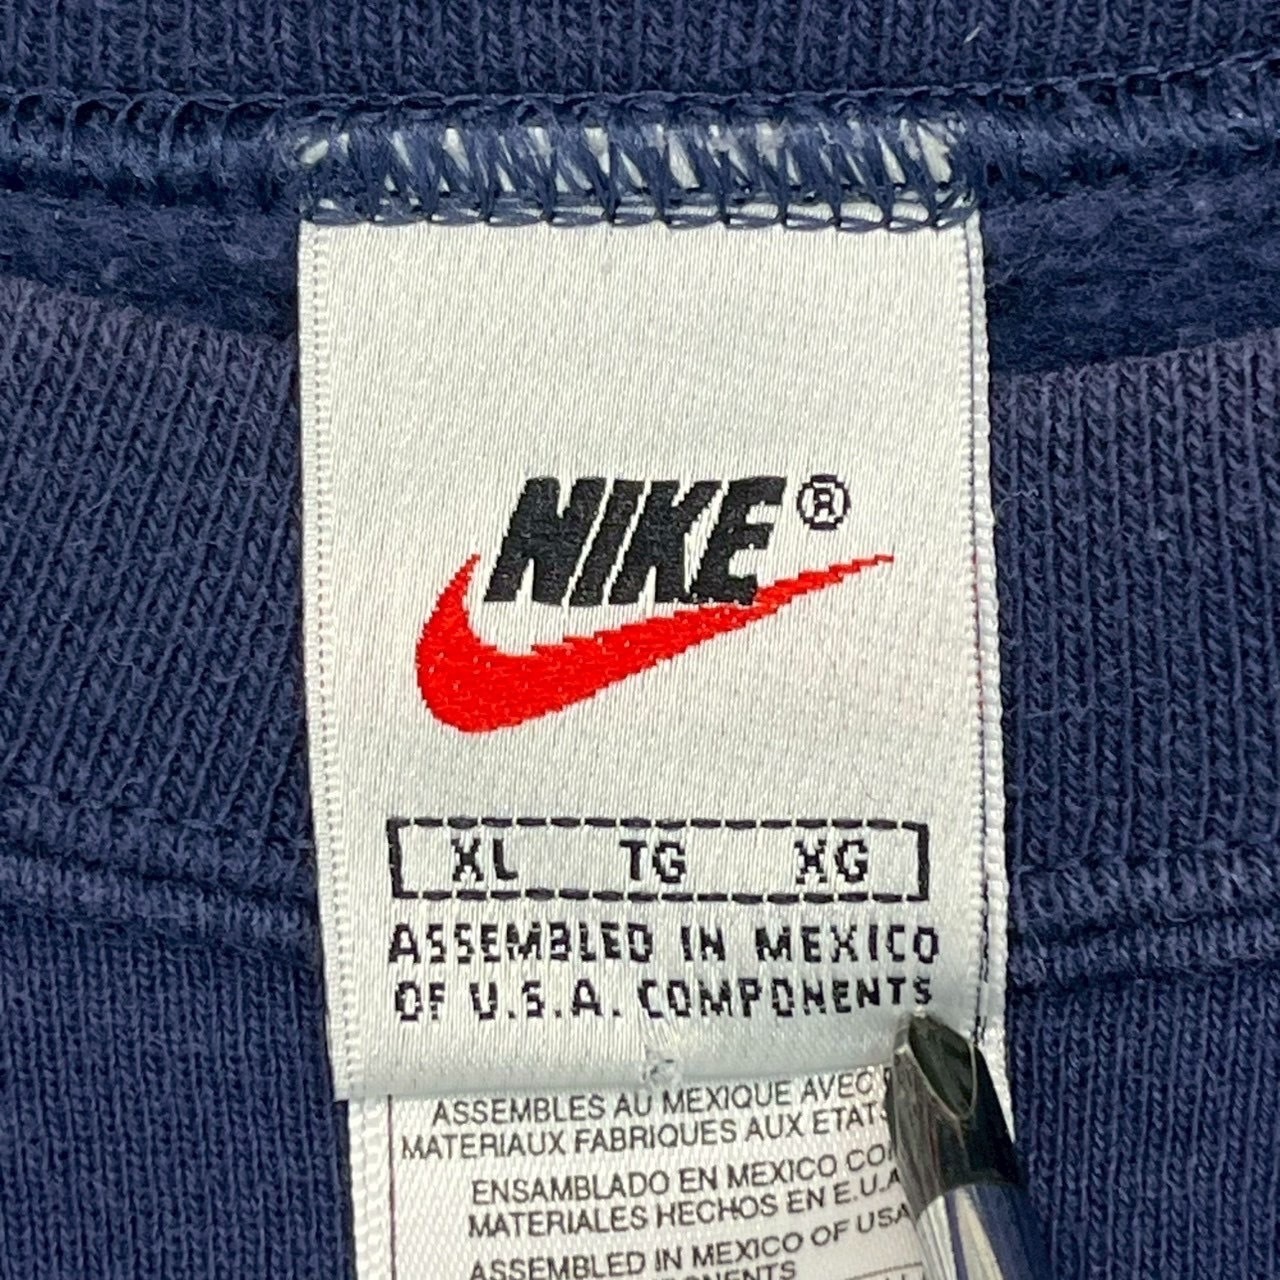 NIKE ®
XL TG XG
ASSEMBLED IN MEXICO
OF U.S.A. COMPONENTS
ASSEMBLES AU MEXIQUE AVEC
MATERIAUX FABRIQUES AUX ETATS
ENSAMBLADO EN MEXICO
MATERIALES HECHOS EN E.U.A
ASSEMBLED IN MEXICO OF USA